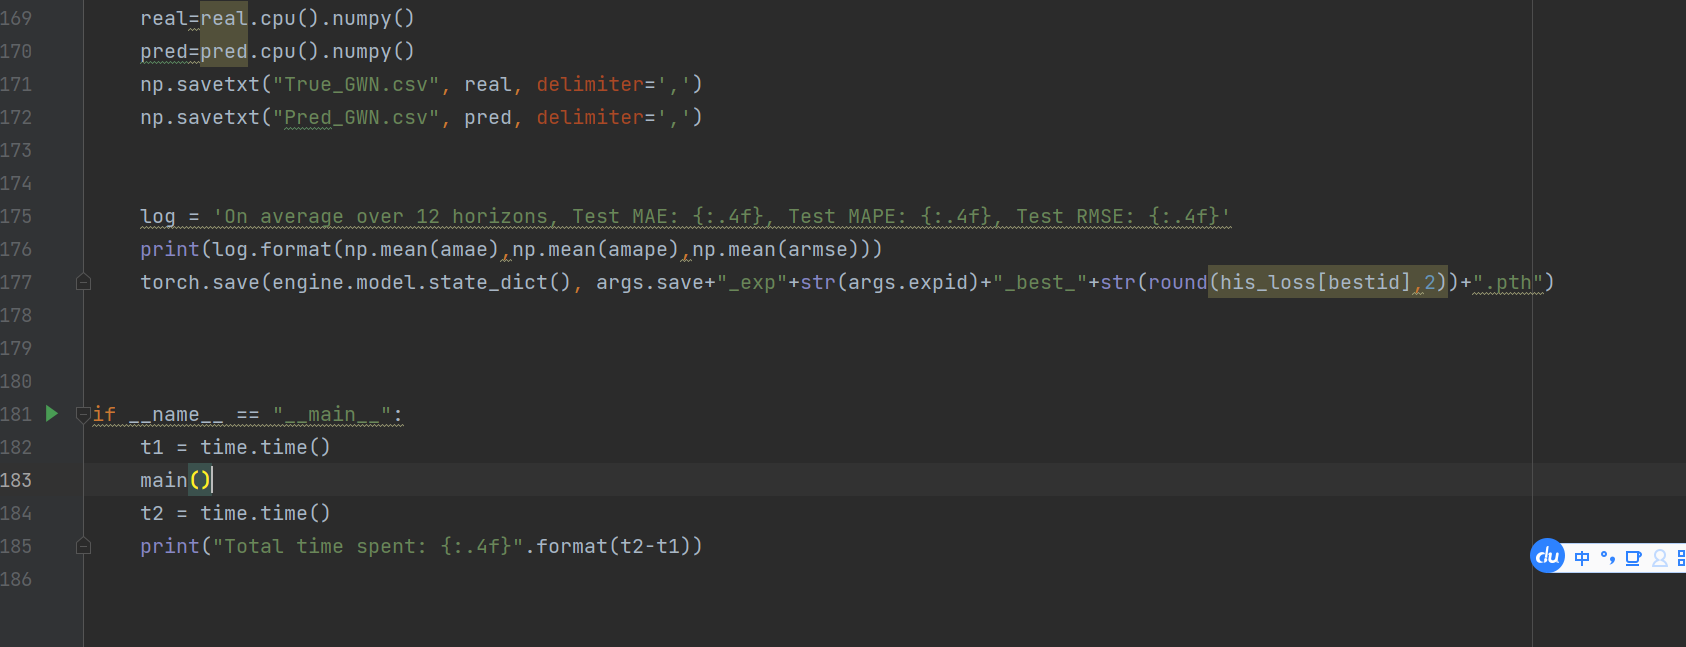 169 real=real.cpu().numpy()
170 pred=pred.cpu().numpy()
171 np.savetxt("True_GWN.csv", real, delimiter=',')
172 np.savetxt("Pred_GWN.csv", pred, delimiter=',')
173
174
175 log = 'On average over 12 horizons, Test MAE: {:.4f}, Test MAPE: {:.4f}, Test RMSE: {:.4f}'
176 print(log.format(np.mean(amae),np.mean(amape),np.mean(armse)))
177 torch.save(engine.model.state_dict(), args.save+"_exp"+str(args.expid)+"_best_"+str(round(his_loss[bestid],2))+".pth")
178
179
180
181 if __name__ == "__main__":
182 t1 = time.time()
183 main()
184 t2 = time.time()
185 print("Total time spent: {:.4f}".format(t2-t1))
du 中 °,
186